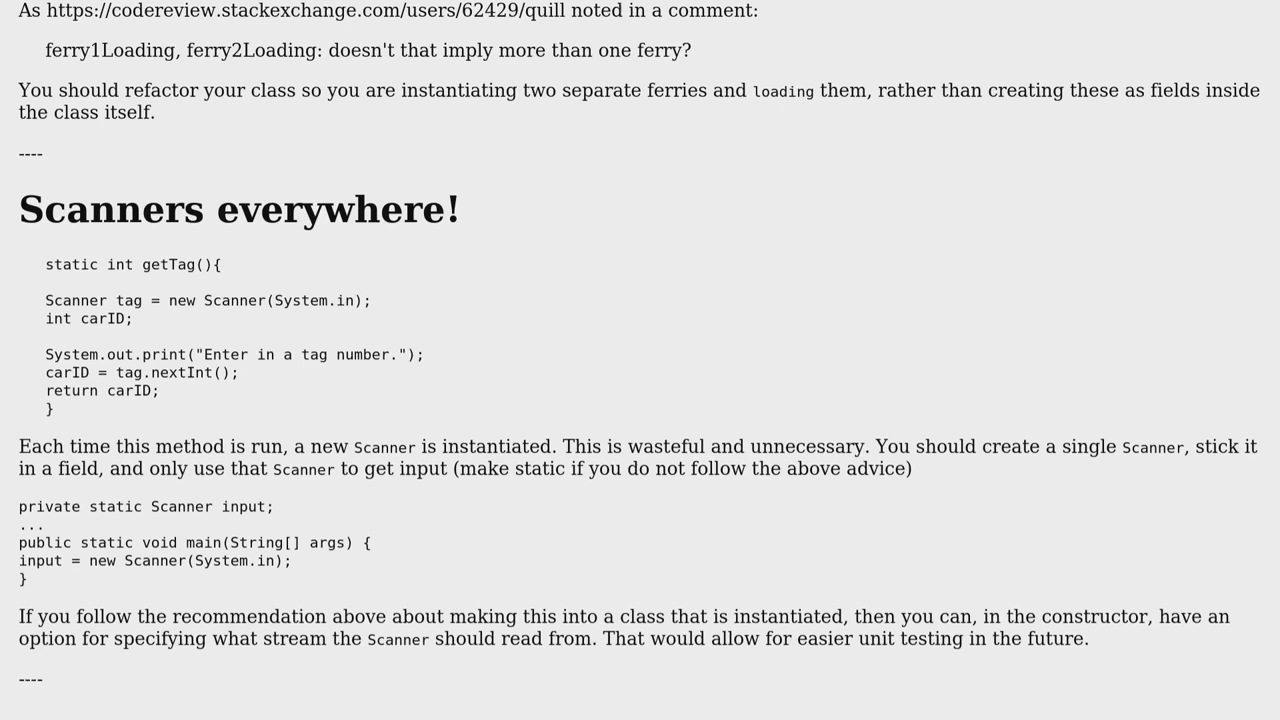 As https://codereview.stackexchange.com/users/62429/quill noted in a comment:
ferry1Loading, ferry2Loading: doesn't that imply more than one ferry?
You should refactor your class so you are instantiating two separate ferries and loading them, rather than creating these as fields inside
the class itself.
----
Scanners everywhere!
static int getTag(){
Scanner tag = new Scanner(System.in);
int carID;
System.out.print("Enter in a tag number.");
carID = tag.nextInt();
return carID;
}
Each time this method is run, a new Scanner is instantiated. This is wasteful and unnecessary. You should create a single Scanner, stick it
in a field, and only use that Scanner to get input (make static if you do not follow the above advice)
private static Scanner input;
...
public static void main(String[] args) {
input = new Scanner(System.in);
}
If you follow the recommendation above about making this into a class that is instantiated, then you can, in the constructor, have an
option for specifying what stream the Scanner should read from. That would allow for easier unit testing in the future.
----